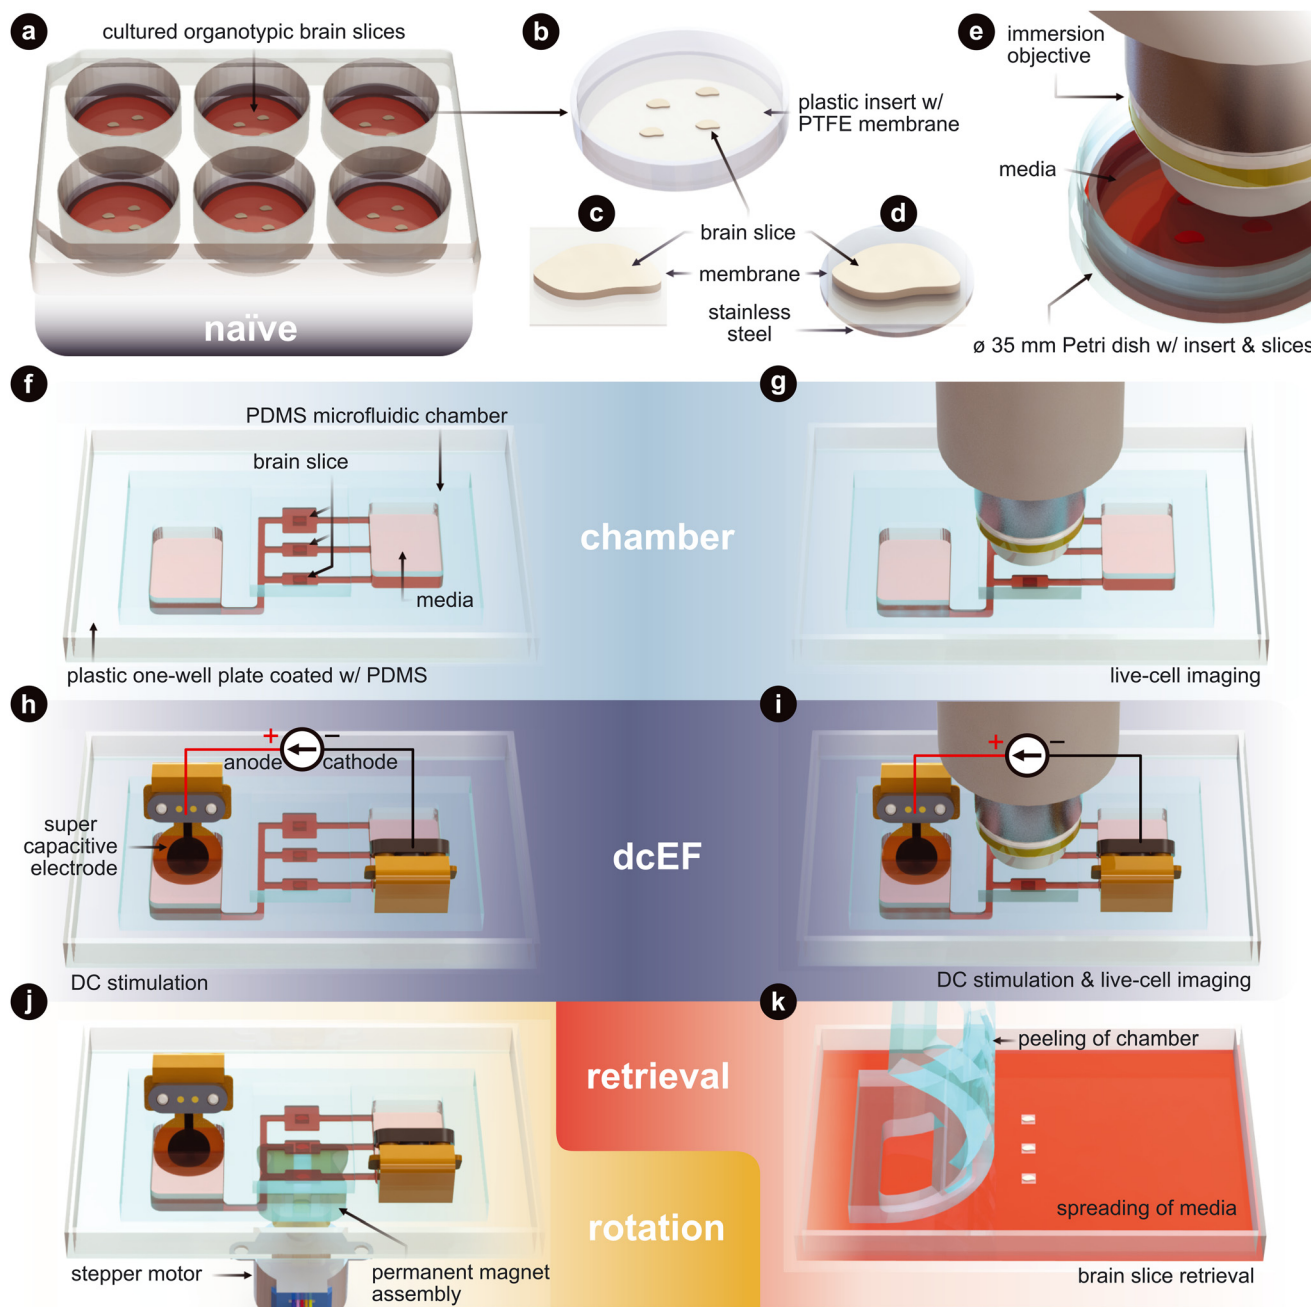 a
cultured organotypic brain slices
naïve
b
plastic insert w/
PTFE membrane
c
d
brain slice
membrane
stainless
steel
e
immersion
objective
media
ø 35 mm Petri dish w/ insert & slices
f
PDMS microfluidic chamber
brain slice
media
plastic one-well plate coated w/ PDMS
chamber
g
live-cell imaging
h
+
−
anode
cathode
super
capacitive
electrode
DC stimulation
dcEF
i
+
−
DC stimulation & live-cell imaging
j
stepper motor
permanent magnet
assembly
retrieval
rotation
k
peeling of chamber
spreading of media
brain slice retrieval